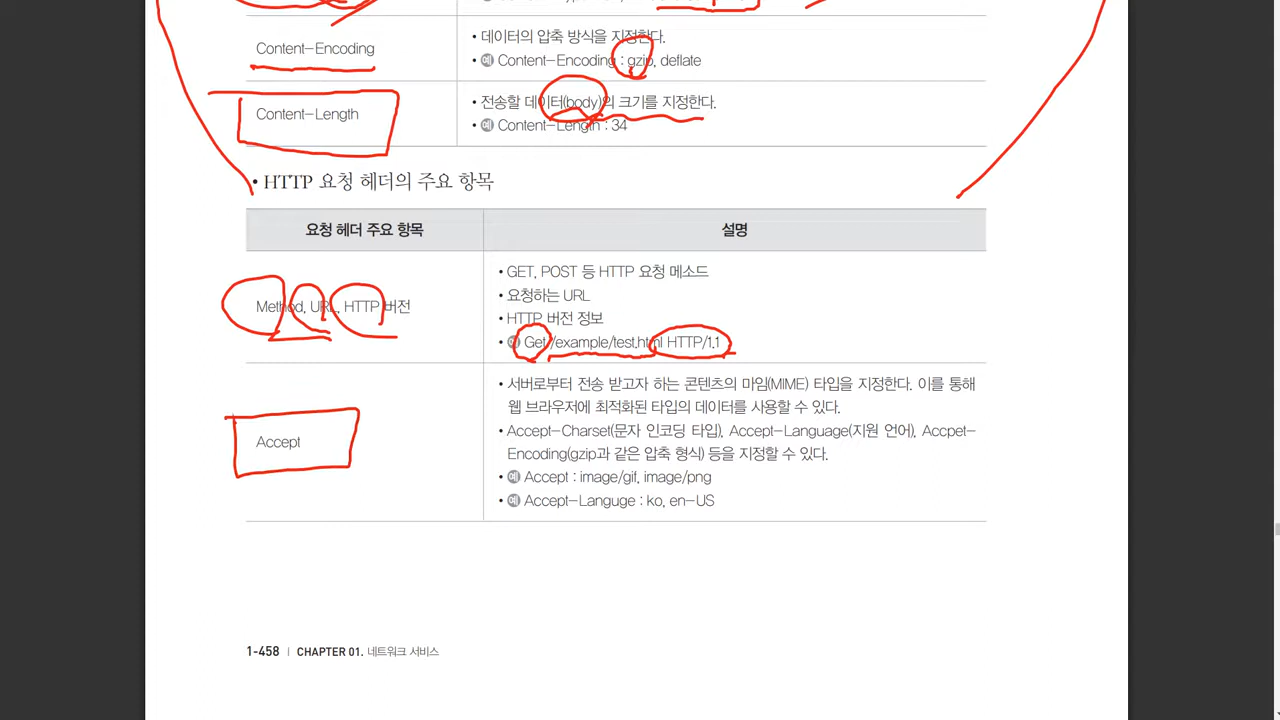 Content-Encoding
• 데이터의 압축 방식을 지정한다.
• 예 Content-Encoding : gzip, deflate
Content-Length
• 전송할 데이터(body)의 크기를 지정한다.
• 예 Content-Length : 34
• HTTP 요청 헤더의 주요 항목
요청 헤더 주요 항목
설명
Method, URL, HTTP 버전
• GET, POST 등 HTTP 요청 메소드
• 요청하는 URL
• HTTP 버전 정보
• 예 Get /example/test.html HTTP/1.1
Accept
• 서버로부터 전송 받고자 하는 콘텐츠의 마임(MIME) 타입을 지정한다. 이를 통해
웹 브라우저에 최적화된 타입의 데이터를 사용할 수 있다.
• Accept-Charset(문자 인코딩 타입), Accept-Language(지원 언어), Accpet-
Encoding(gzip과 같은 압축 형식) 등을 지정할 수 있다.
• 예 Accept : image/gif, image/png
• 예 Accept-Languge : ko, en-US
1-458 | CHAPTER 01. 네트워크 서비스